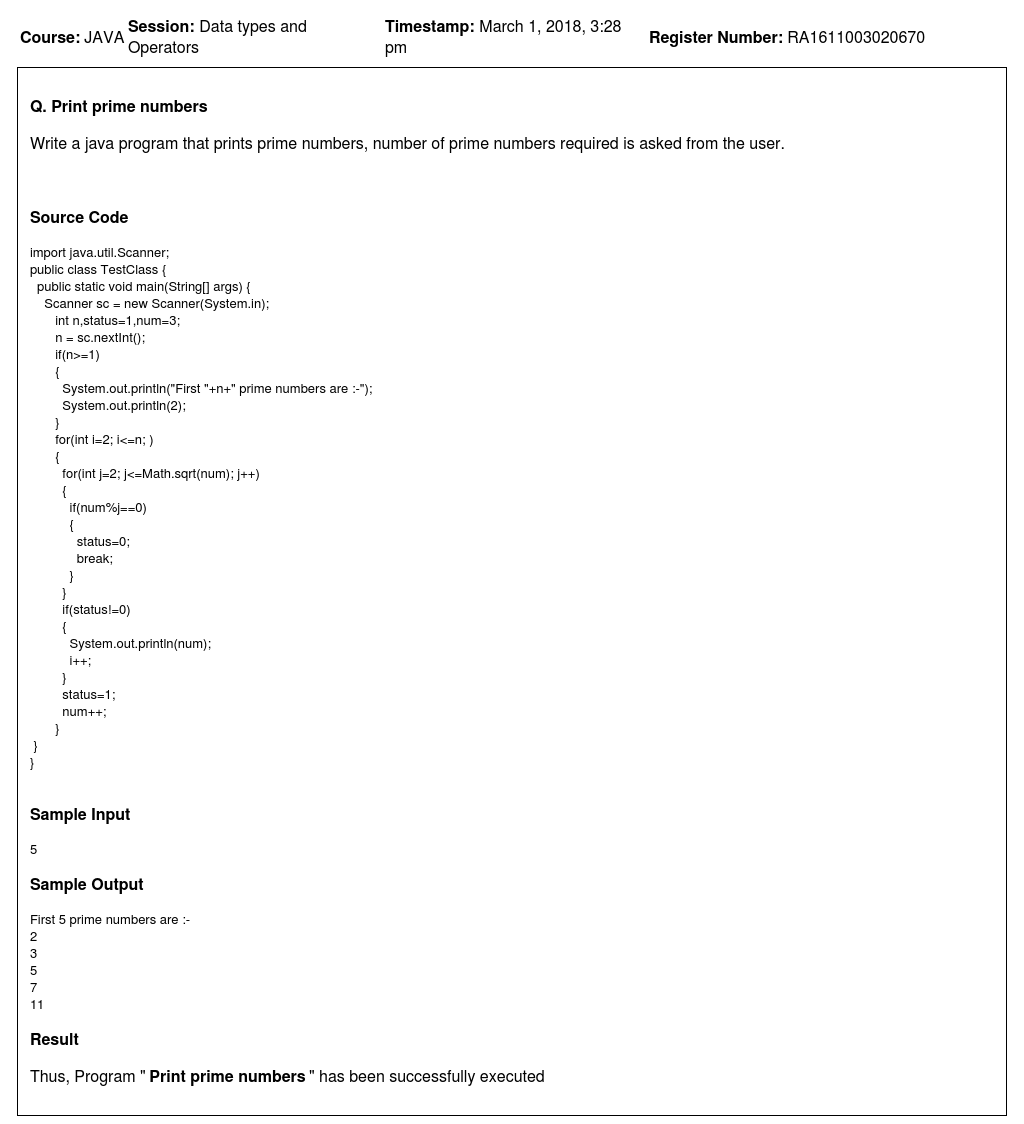 Course: JAVA Session: Data types and Operators Timestamp: March 1, 2018, 3:28 pm Register Number: RA1611003020670
Q. Print prime numbers
Write a java program that prints prime numbers, number of prime numbers required is asked from the user.
Source Code
import java.util.Scanner;
public class TestClass {
  public static void main(String[] args) {
    Scanner sc = new Scanner(System.in);
       int n,status=1,num=3;
       n = sc.nextInt();
       if(n>=1)
       {
         System.out.println("First "+n+" prime numbers are :-");
         System.out.println(2);
       }
       for(int i=2; i<=n; )
       {
         for(int j=2; j<=Math.sqrt(num); j++)
         {
           if(num%j==0)
           {
             status=0;
             break;
           }
         }
         if(status!=0)
         {
           System.out.println(num);
           i++;
         }
         status=1;
         num++;
       }
 }
}
Sample Input
5
Sample Output
First 5 prime numbers are :-
2
3
5
7
11
Result
Thus, Program " Print prime numbers " has been successfully executed